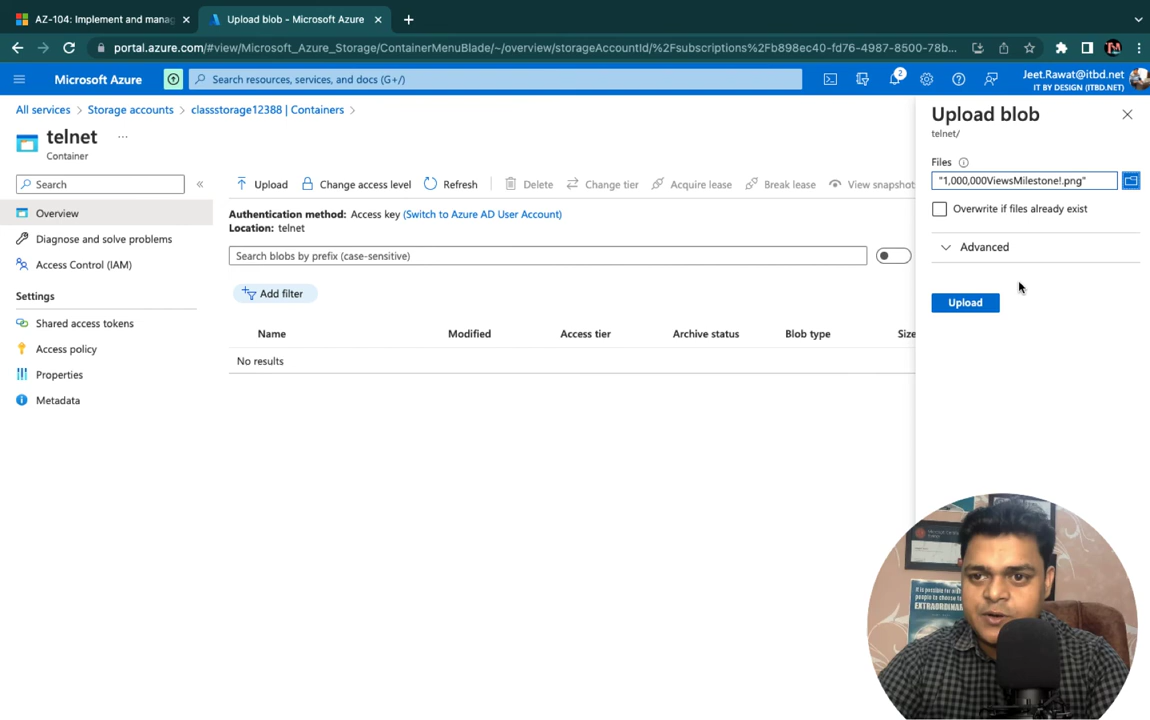 AZ-104: Implement and manag
Upload blob - Microsoft Azure
portal.azure.com/#view/Microsoft_Azure_Storage/ContainerMenuBlade/~/overview/storageAccountId/%2Fsubscriptions%2Fb898ec40-fd76-4987-8500-78b...
Microsoft Azure
Search resources, services, and docs (G+/)
2
Jeet.Rawat@itbd.net
IT BY DESIGN (ITBD.NET)
All services
Storage accounts
classstorage12388 | Containers
telnet
...
Container
Search
Upload
Change access level
Refresh
Delete
Change tier
Acquire lease
Break lease
View snapshot
Overview
Diagnose and solve problems
Access Control (IAM)
Settings
Shared access tokens
Access policy
Properties
Metadata
Authentication method: Access key (Switch to Azure AD User Account)
Location: telnet
Search blobs by prefix (case-sensitive)
Add filter
Name Modified Access tier Archive status Blob type Size
No results
Upload blob
telnet/
Files
"1,000,000ViewsMilestone!.png"
Overwrite if files already exist
Advanced
Upload
people to choose
EXTRAORDINAR